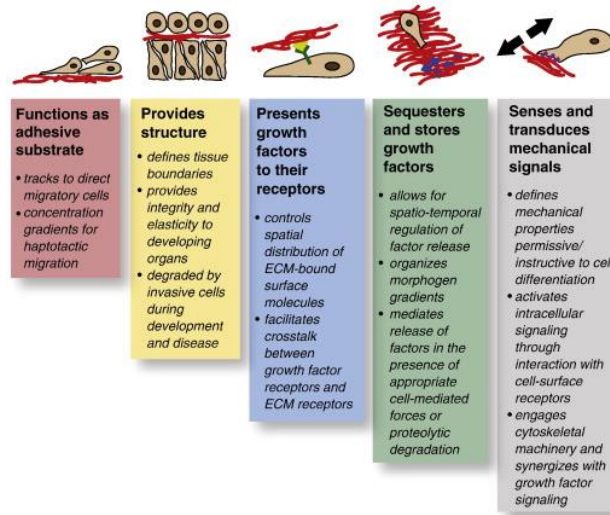 Functions as
adhesive
substrate
• tracks to direct
migratory cells
• concentration
gradients for
haptotactic
migration
Provides
structure
• defines tissue
boundaries
• provides
integrity and
elasticity to
developing
organs
• degraded by
invasive cells
during
development
and disease
Presents
growth
factors
to their
receptors
• controls
spatial
distribution of
ECM-bound
surface
molecules
• facilitates
crosstalk
between
growth factor
receptors and
ECM receptors
Sequesters
and stores
growth
factors
• allows for
spatio-temporal
regulation of
factor release
• organizes
morphogen
gradients
• mediates
release of
factors in the
presence of
appropriate
cell-mediated
forces or
proteolytic
degradation
Senses and
transduces
mechanical
signals
• defines
mechanical
properties
permissive/
instructive to cell
differentiation
• activates
intracellular
signaling
through
interaction with
cell-surface
receptors
• engages
cytoskeletal
machinery and
synergizes with
growth factor
signaling